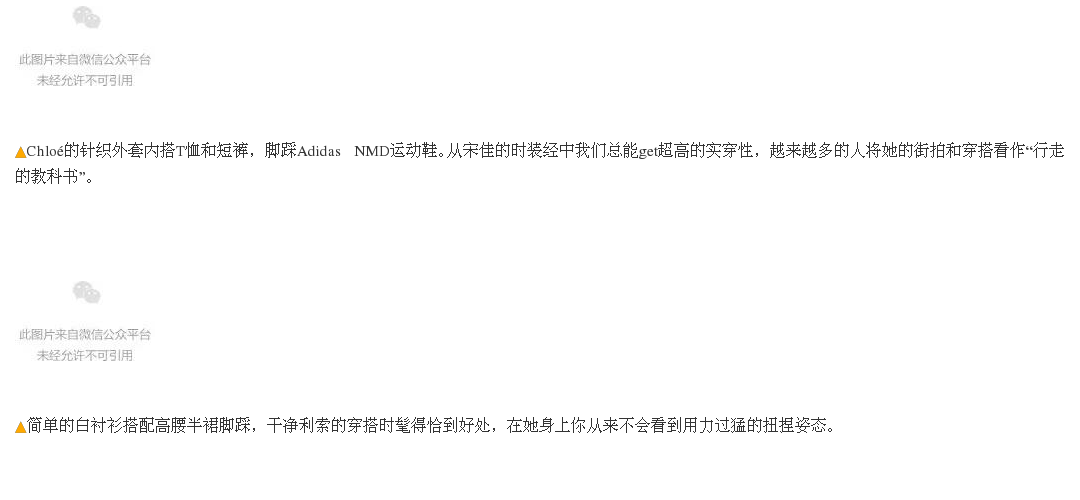 此图片来自微信公众平台
未经允许不可引用
▲Chloé的针织外套内搭T恤和短裤，脚踩Adidas NMD运动鞋。从宋佳的时装经中我们总能get超高的实穿性，越来越多的人将她的街拍和穿搭看作“行走
的教科书”。
此图片来自微信公众平台
未经允许不可引用
▲简单的白衬衫搭配高腰半裙脚踩，干净利索的穿搭时髦得恰到好处，在她身上你从来不会看到用力过猛的扭捏姿态。